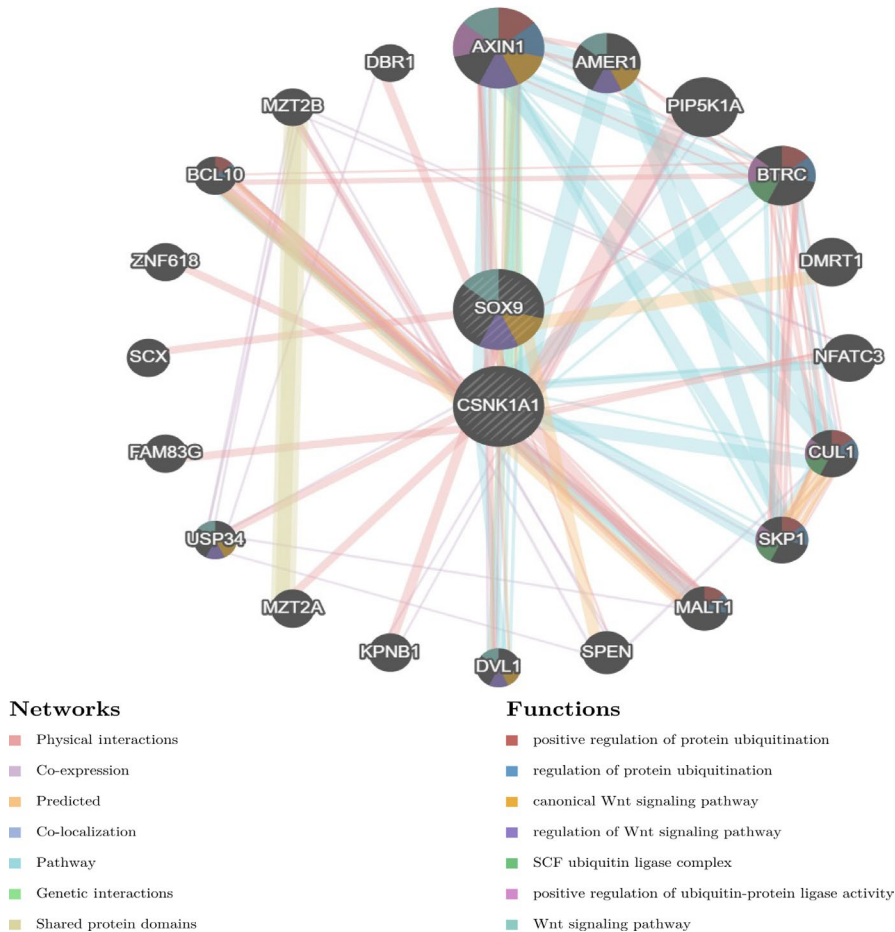 AXIN1
DBR1
AMER1
MZT2B
PIP5K1A
BCL10
BTRC
ZNF618
DMRT1
SOX9
SCX
NFATC3
CSNK1A1
FAM83G
CUL1
USP34
SKP1
MZT2A
MALT1
KPNB1
SPEN
DVL1
Networks
Physical interactions
Co-expression
Predicted
Co-localization
Pathway
Genetic interactions
Shared protein domains
Functions
positive regulation of protein ubiquitination
regulation of protein ubiquitination
canonical Wnt signaling pathway
regulation of Wnt signaling pathway
SCF ubiquitin ligase complex
positive regulation of ubiquitin-protein ligase activity
Wnt signaling pathway